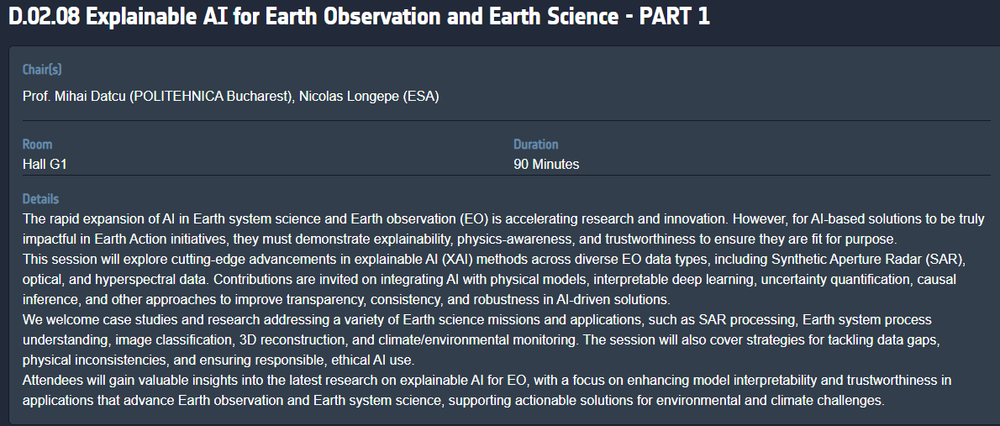 D.02.08 Explainable AI for Earth Observation and Earth Science - PART 1
Chair(s)
Prof. Mihai Datcu (POLITEHNICA Bucharest), Nicolas Longepe (ESA)
Room
Duration
Hall G1
90 Minutes
Details
The rapid expansion of AI in Earth system science and Earth observation (EO) is accelerating research and innovation. However, for AI-based solutions to be truly
impactful in Earth Action initiatives, they must demonstrate explainability, physics-awareness, and trustworthiness to ensure they are fit for purpose.
This session will explore cutting-edge advancements in explainable AI (XAI) methods across diverse EO data types, including Synthetic Aperture Radar (SAR),
optical, and hyperspectral data. Contributions are invited on integrating AI with physical models, interpretable deep learning, uncertainty quantification, causal
inference, and other approaches to improve transparency, consistency, and robustness in AI-driven solutions.
We welcome case studies and research addressing a variety of Earth science missions and applications, such as SAR processing, Earth system process
understanding, image classification, 3D reconstruction, and climate/environmental monitoring. The session will also cover strategies for tackling data gaps,
physical inconsistencies, and ensuring responsible, ethical AI use.
Attendees will gain valuable insights into the latest research on explainable AI for EO, with a focus on enhancing model interpretability and trustworthiness in
applications that advance Earth observation and Earth system science, supporting actionable solutions for environmental and climate challenges.